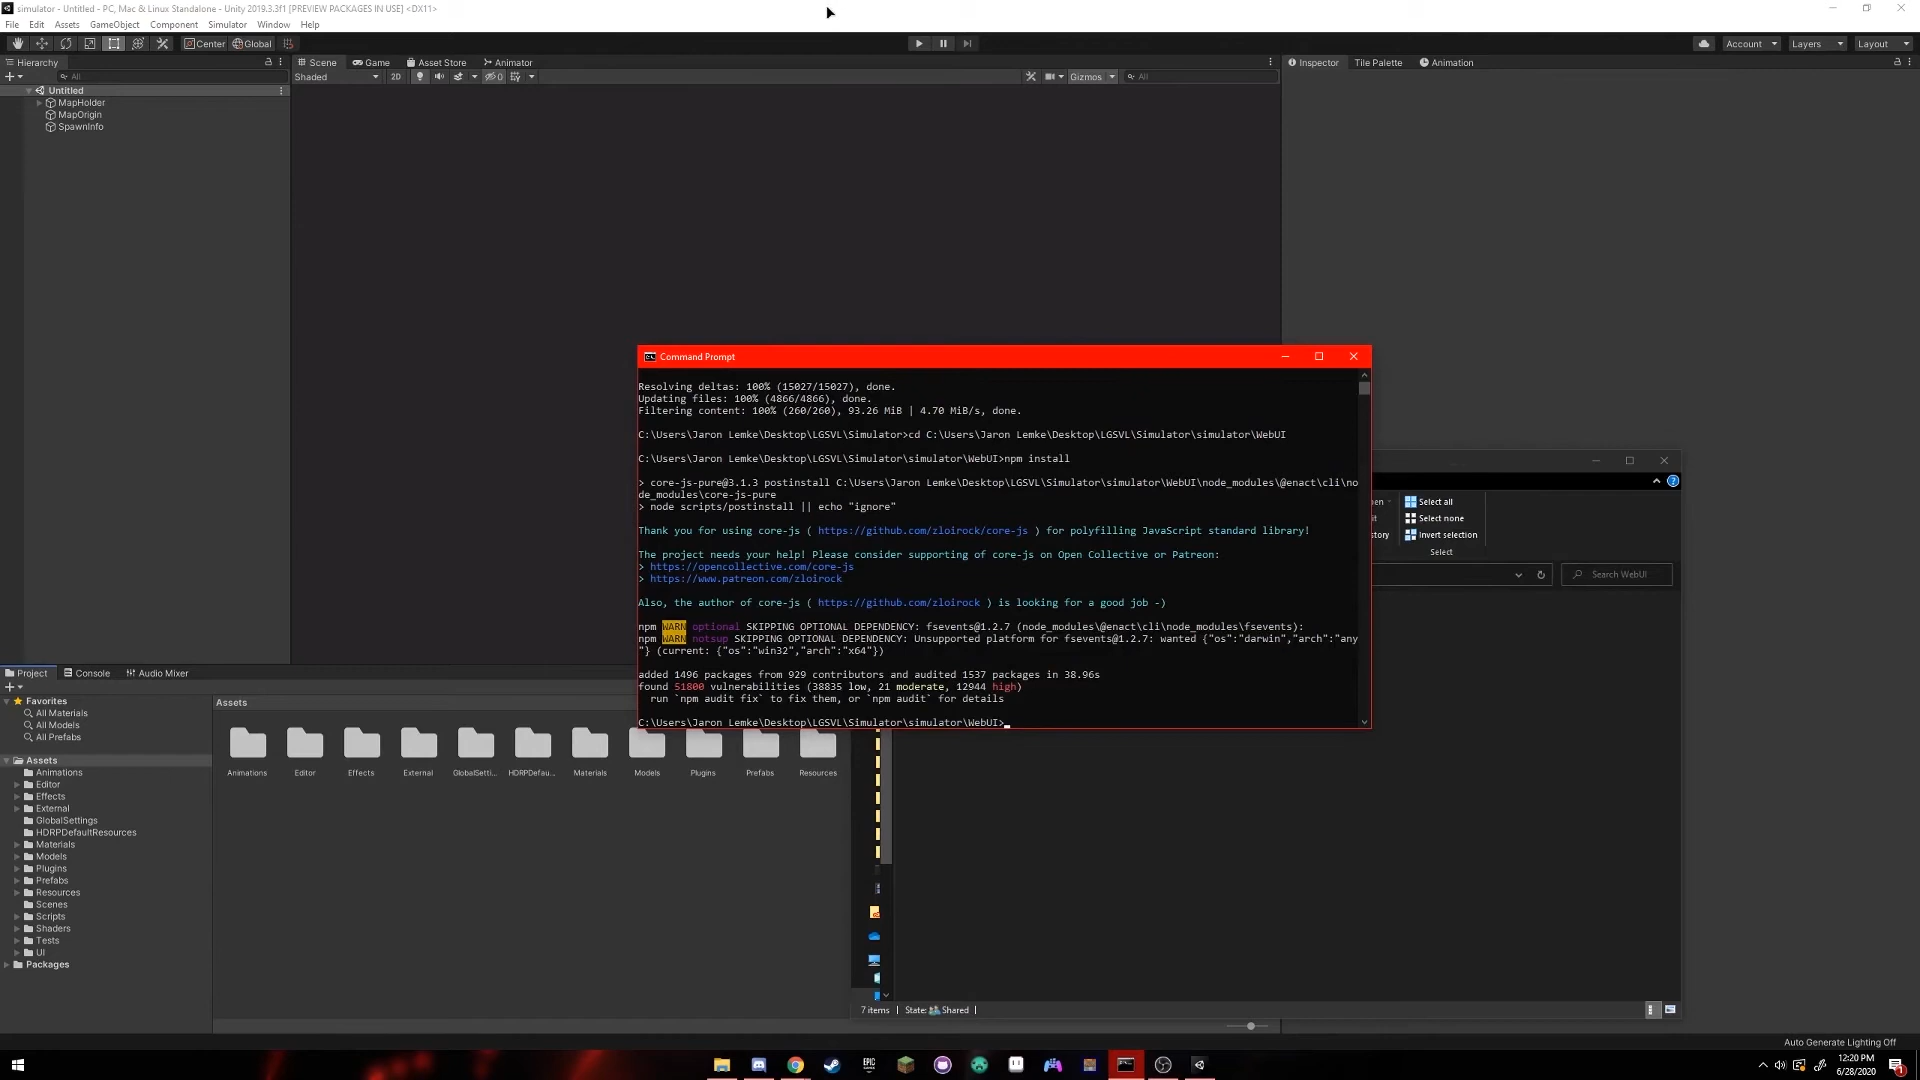 simulator - Untitled - PC, Mac & Linux Standalone - Unity 2019.3.3f1 [PREVIEW PACKAGES IN USE] <DX11>
File Edit Assets GameObject Component Simulator Window Help
Center Global Account Layers Layout
Hierarchy Scene Game Asset Store Animator Inspector Tile Palette Animation
All Shaded 2D 0 Gizmos All
Untitled
MapHolder
MapOrigin
SpawnInfo
Command Prompt
Resolving deltas: 100% (15027/15027), done.
Updating files: 100% (4866/4866), done.
Filtering content: 100% (260/260), 93.26 MiB | 4.70 MiB/s, done.
C:\Users\Jaron Lemke\Desktop\LGSVL\Simulator>cd C:\Users\Jaron Lemke\Desktop\LGSVL\Simulator\simulator\WebUI
C:\Users\Jaron Lemke\Desktop\LGSVL\Simulator\simulator\WebUI>npm install
> core-js-pure@3.1.3 postinstall C:\Users\Jaron Lemke\Desktop\LGSVL\Simulator\simulator\WebUI\node_modules\@enact\cli\no
de_modules\core-js-pure
> node scripts/postinstall || echo "ignore"
Thank you for using core-js ( https://github.com/zloirock/core-js ) for polyfilling JavaScript standard library!
The project needs your help! Please consider supporting of core-js on Open Collective or Patreon:
> https://opencollective.com/core-js
> https://www.patreon.com/zloirock
Also, the author of core-js ( https://github.com/zloirock ) is looking for a good job -)
npm WARN optional SKIPPING OPTIONAL DEPENDENCY: fsevents@1.2.7 (node_modules\@enact\cli\node_modules\fsevents):
npm WARN notsup SKIPPING OPTIONAL DEPENDENCY: Unsupported platform for fsevents@1.2.7: wanted {"os":"darwin","arch":"any
"} (current: {"os":"win32","arch":"x64"})
added 1496 packages from 929 contributors and audited 1537 packages in 38.96s
found 51800 vulnerabilities (38835 low, 21 moderate, 12944 high)
run `npm audit fix` to fix them, or `npm audit` for details
C:\Users\Jaron Lemke\Desktop\LGSVL\Simulator\simulator\WebUI>
Select all
Select none
Invert selection
Select
Search WebUI
Project Console Audio Mixer
Favorites
All Materials
All Models
All Prefabs
Assets
Animations
Editor
Effects
External
GlobalSettings
HDRPDefaultResources
Materials
Models
Plugins
Prefabs
Resources
Scenes
Scripts
Shaders
Tests
UI
Packages
Assets
Animations Editor Effects External GlobalSetti... HDRPDefau... Materials Models Plugins Prefabs Resources
7 items State: Shared
Auto Generate Lighting Off
EPIC
12:20 PM
6/28/2020
1